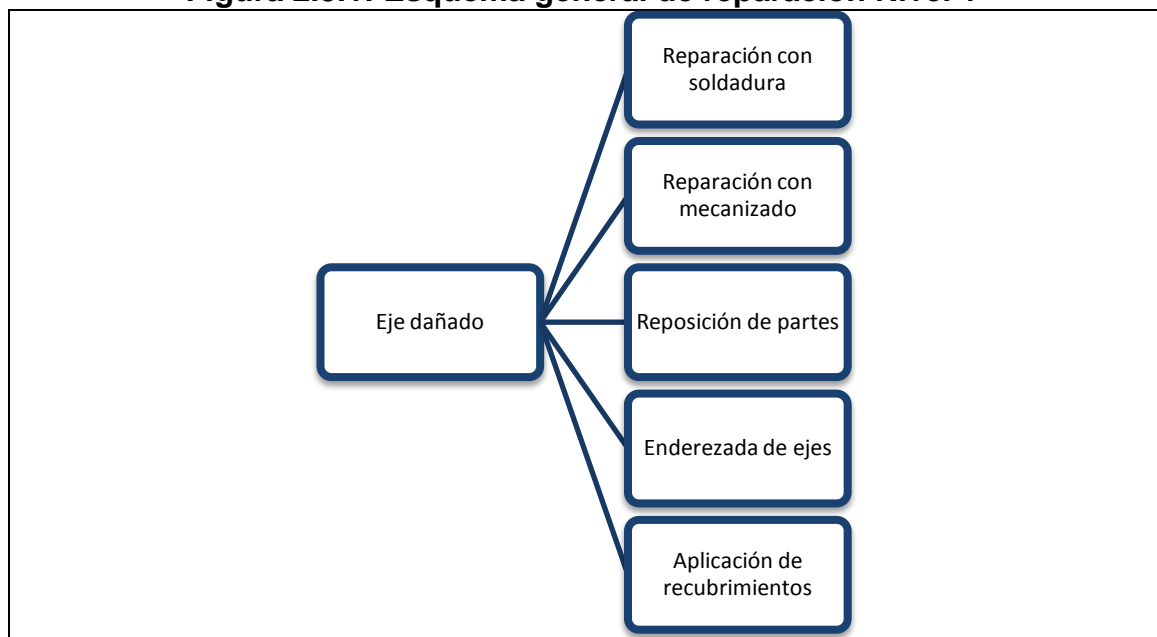 Reparación con
soldadura
Reparación con
mecanizado
Eje dañado
Reposición de partes
Enderezada de ejes
Aplicación de
recubrimientos